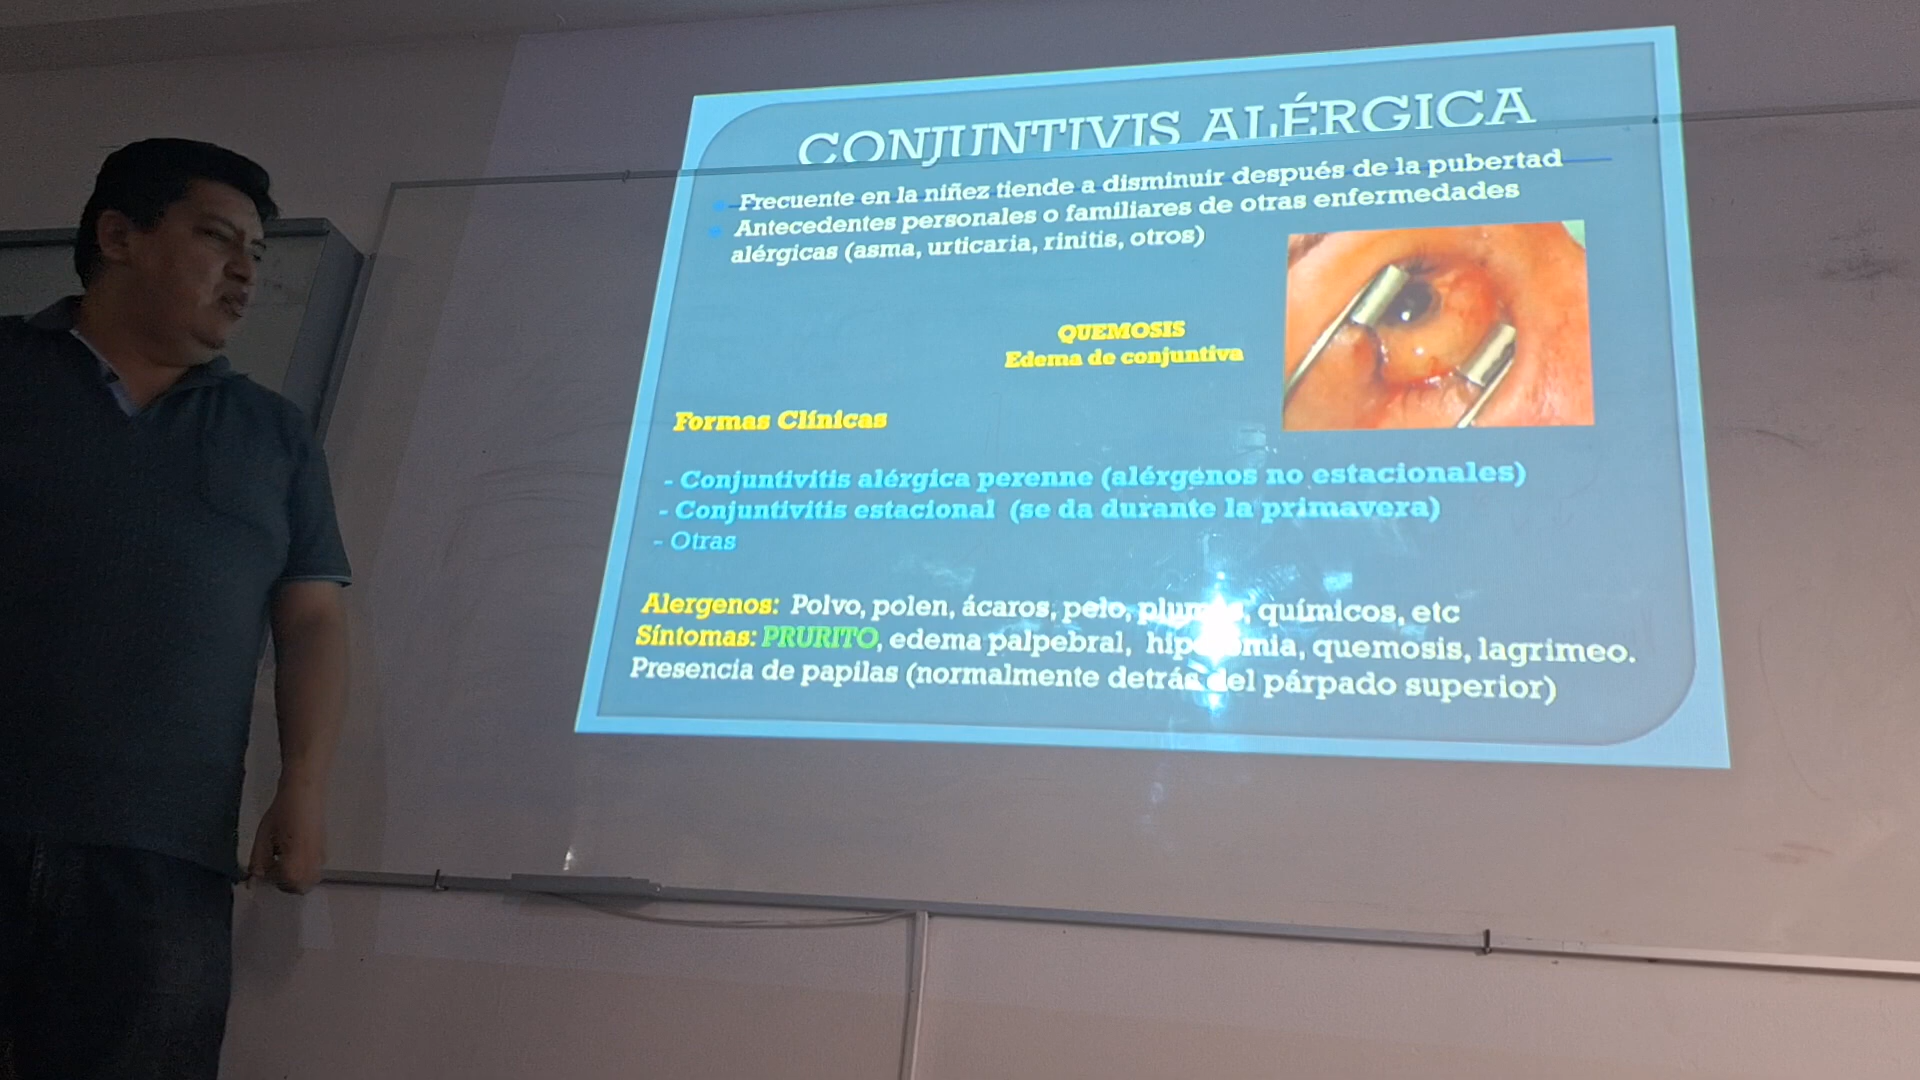 CONJUNTIVIS ALÉRGICA
Frecuente en la niñez tiende a disminuir después de la pubertad
Antecedentes personales o familiares de otras enfermedades
alérgicas (asma, urticaria, rinitis, otros)
QUEMOSIS
Edema de conjuntiva
Formas Clínicas
- Conjuntivitis alérgica perenne (alérgenos no estacionales)
- Conjuntivitis estacional (se da durante la primavera)
- Otras
Alergenos: Polvo, polen, ácaros, pelo, químicos, etc
Síntomas: PRURITO, edema palpebral, quemosis, lagrimeo.
Presencia de papilas (normalmente detrás del párpado superior)